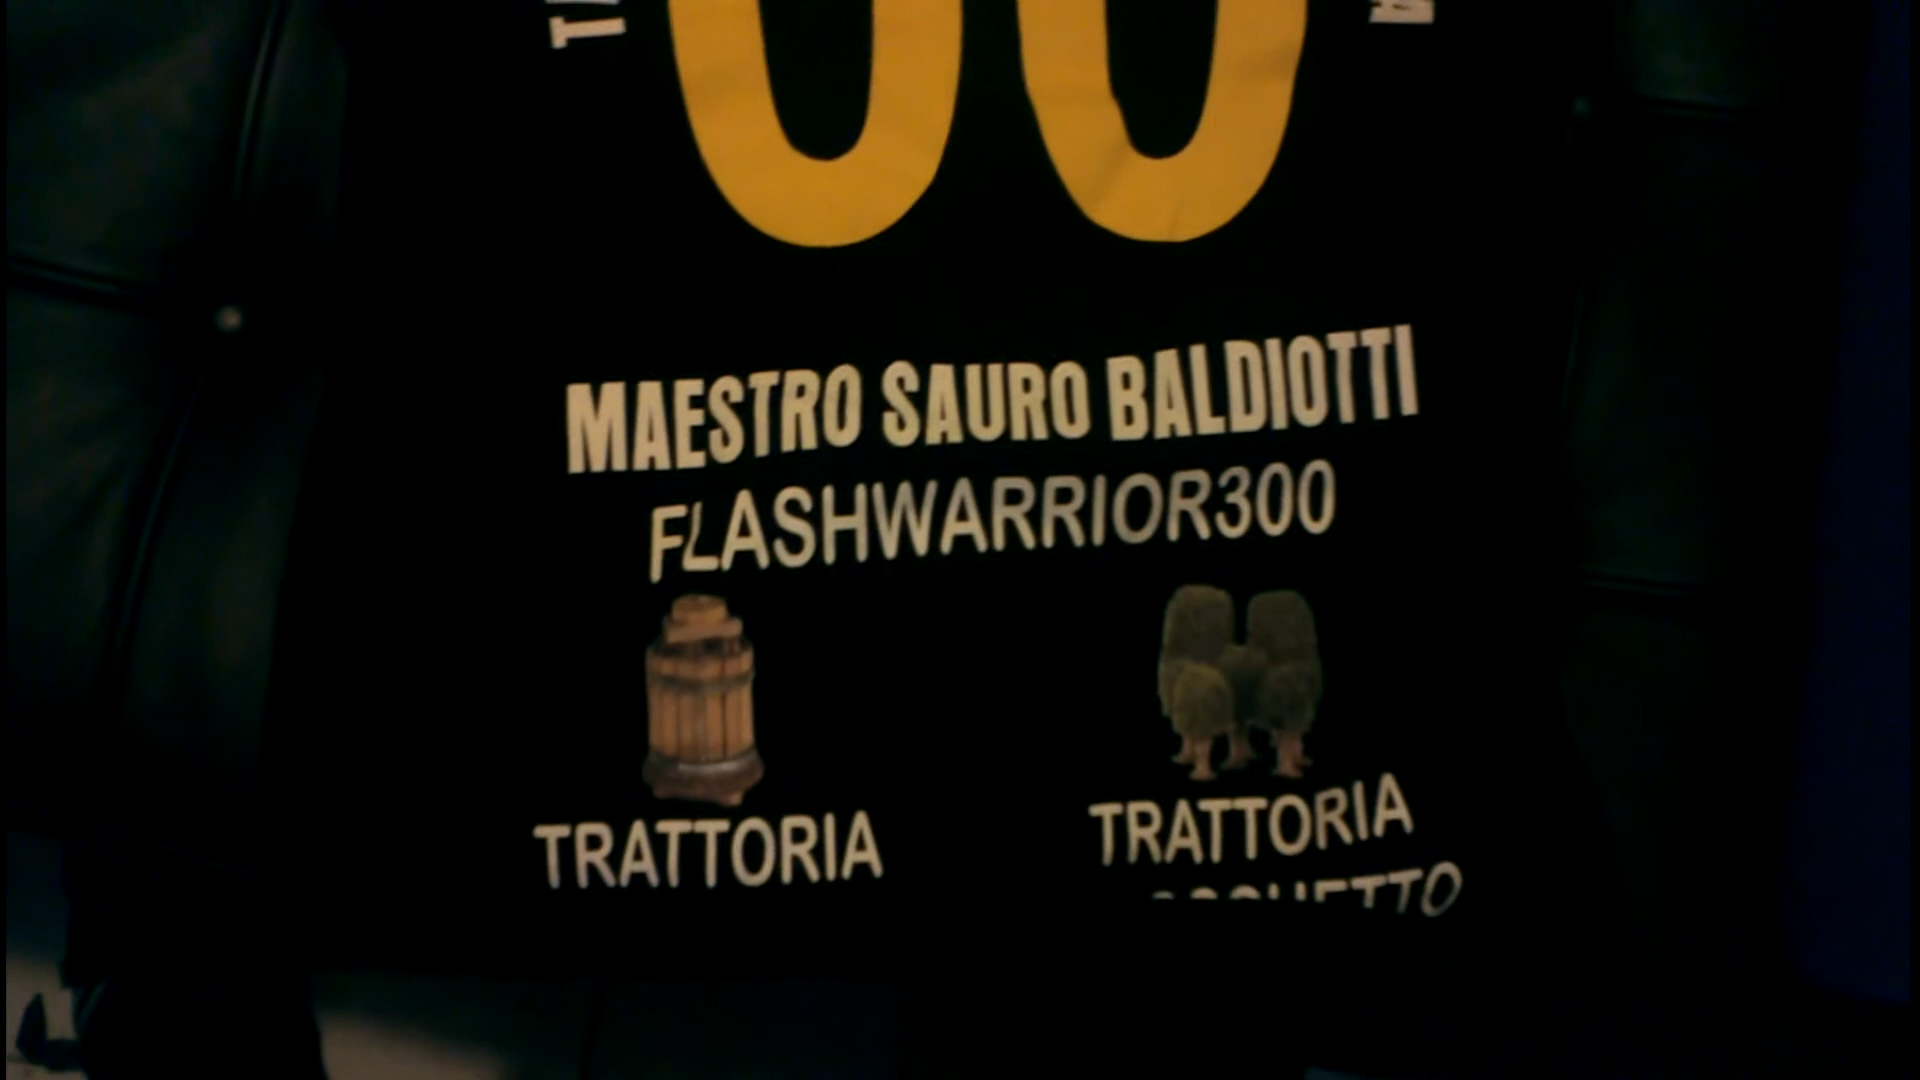 MAESTRO SAURO BALDIOTTI
FLASHWARRIOR300
TRATTORIA
TRATTORIA